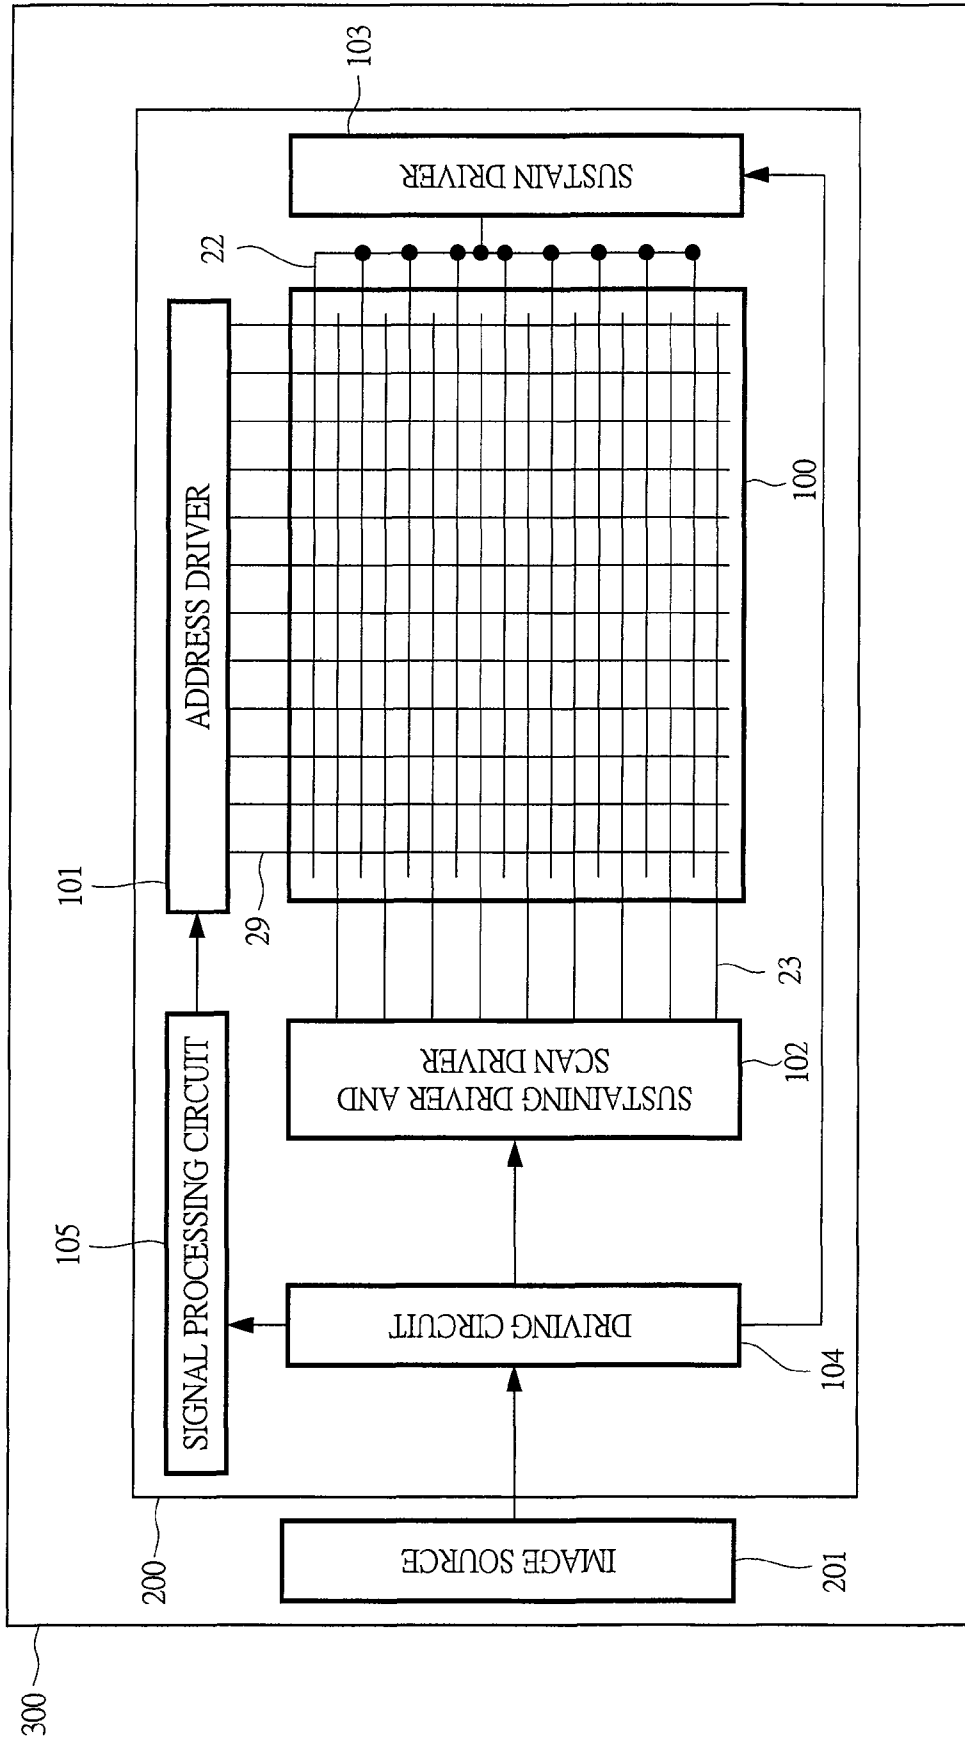 300
200
201
IMAGE SOURCE
105
SIGNAL PROCESSING CIRCUIT
104
DRIVING CIRCUIT
102
SUSTAINING DRIVER AND
SCAN DRIVER
101
ADDRESS DRIVER
29
23
100
22
103
SUSTAIN DRIVER